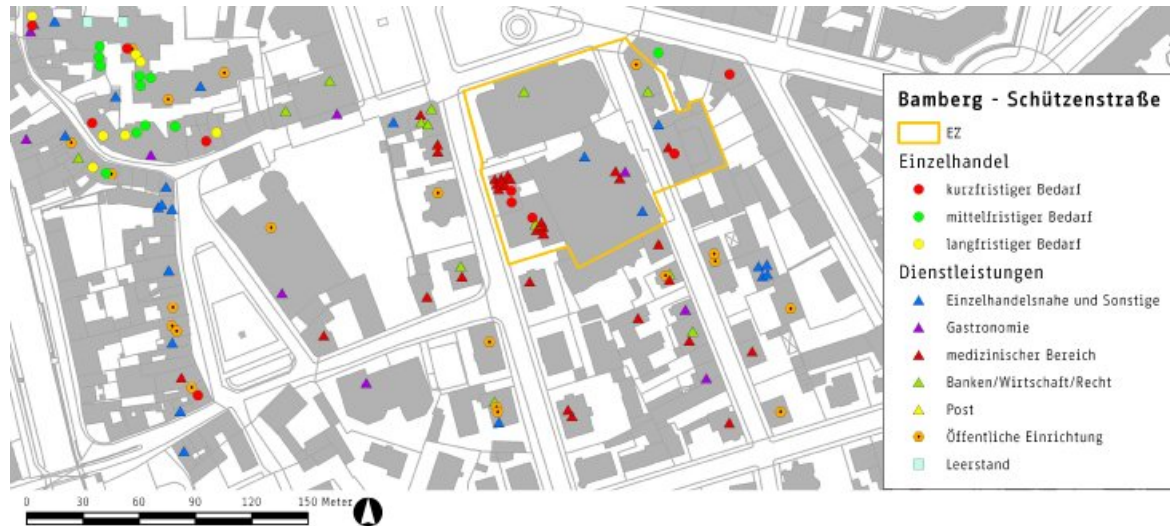 Bamberg - Schützenstraße
EZ
Einzelhandel
kurzfristiger Bedarf
mittelfristiger Bedarf
langfristiger Bedarf
Dienstleistungen
Einzelhandelsnahe und Sonstige
Gastronomie
medizinischer Bereich
Banken/Wirtschaft/Recht
Post
Öffentliche Einrichtung
Leerstand
0 30 60 90 120 150 Meter